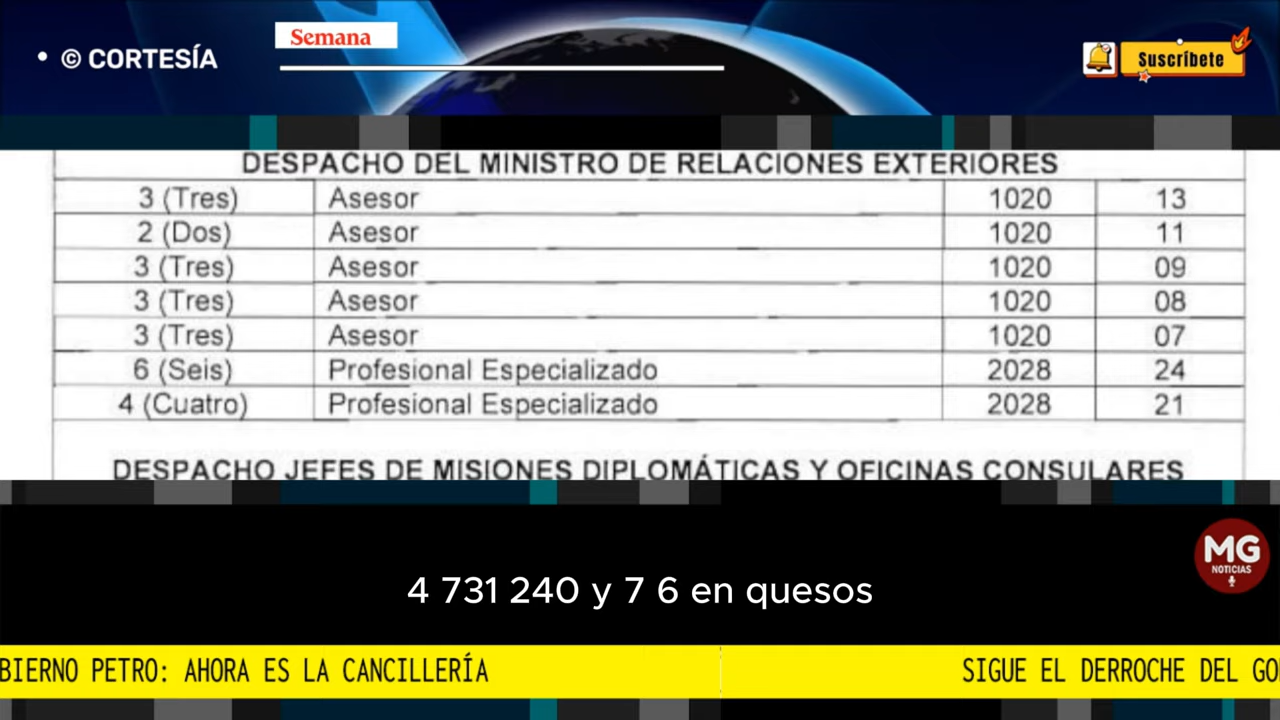 • © CORTESÍA
Semana
Suscríbete
DESPACHO DEL MINISTRO DE RELACIONES EXTERIORES
3 (Tres) Asesor 1020 13
2 (Dos) Asesor 1020 11
3 (Tres) Asesor 1020 09
3 (Tres) Asesor 1020 08
3 (Tres) Asesor 1020 07
6 (Seis) Profesional Especializado 2028 24
4 (Cuatro) Profesional Especializado 2028 21
DESPACHO JEFES DE MISIONES DIPLOMÁTICAS Y OFICINAS CONSULARES
MG
NOTICIAS
4 731 240 y 7 6 en quesos
BIERNO PETRO: AHORA ES LA CANCILLERÍA SIGUE EL DERROCHE DEL GO